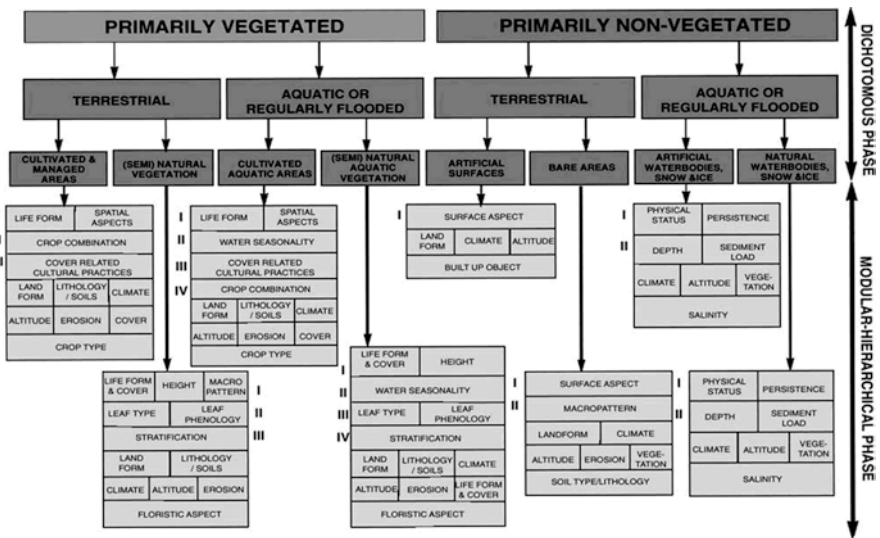 PRIMARILY VEGETATED
PRIMARILY NON-VEGETATED
DICHOTOMOUS PHASE
TERRESTRIAL
AQUATIC OR
REGULARLY FLOODED
TERRESTRIAL
AQUATIC OR
REGULARLY FLOODED
CULTIVATED &
MANAGED
AREAS
(SEMI) NATURAL
VEGETATION
CULTIVATED
AQUATIC AREAS
(SEMI) NATURAL
AQUATIC
VEGETATION
ARTIFICIAL
SURFACES
BARE AREAS
ARTIFICIAL
WATERBODIES,
SNOW &ICE
NATURAL
WATERBODIES,
SNOW &ICE
MODULAR-HIERARCHICAL PHASE
LIFE FORM
SPATIAL
ASPECTS
I
CROP COMBINATION
COVER RELATED
CULTURAL PRACTICES
LAND
FORM
LITHOLOGY
/ SOILS
CLIMATE
ALTITUDE
EROSION
COVER
CROP TYPE
I
LIFE FORM
SPATIAL
ASPECTS
II
WATER SEASONALITY
III
COVER RELATED
CULTURAL PRACTICES
IV
CROP COMBINATION
LAND
FORM
LITHOLOGY
/ SOILS
CLIMATE
ALTITUDE
EROSION
COVER
CROP TYPE
I
SURFACE ASPECT
LAND
FORM
CLIMATE
ALTITUDE
BUILT UP OBJECT
I
PHYSICAL
STATUS
PERSISTENCE
II
DEPTH
SEDIMENT
LOAD
CLIMATE
ALTITUDE
VEGE-
TATION
SALINITY
LIFE FORM
& COVER
HEIGHT
MACRO
PATTERN
I
LEAF TYPE
LEAF
PHENOLOGY
II
STRATIFICATION
III
LAND
FORM
LITHOLOGY
/ SOILS
CLIMATE
ALTITUDE
EROSION
FLORISTIC ASPECT
I
LIFE FORM
& COVER
HEIGHT
II
WATER SEASONALITY
III
LEAF TYPE
LEAF
PHENOLOGY
IV
STRATIFICATION
LAND
FORM
LITHOLOGY
/ SOILS
CLIMATE
ALTITUDE
EROSION
LIFE FORM
& COVER
FLORISTIC ASPECT
I
SURFACE ASPECT
II
MACROPATTERN
LANDFORM
CLIMATE
ALTITUDE
EROSION
VEGE-
TATION
SOIL TYPE/LITHOLOGY
I
PHYSICAL
STATUS
PERSISTENCE
II
DEPTH
SEDIMENT
LOAD
CLIMATE
ALTITUDE
VEGE-
TATION
SALINITY